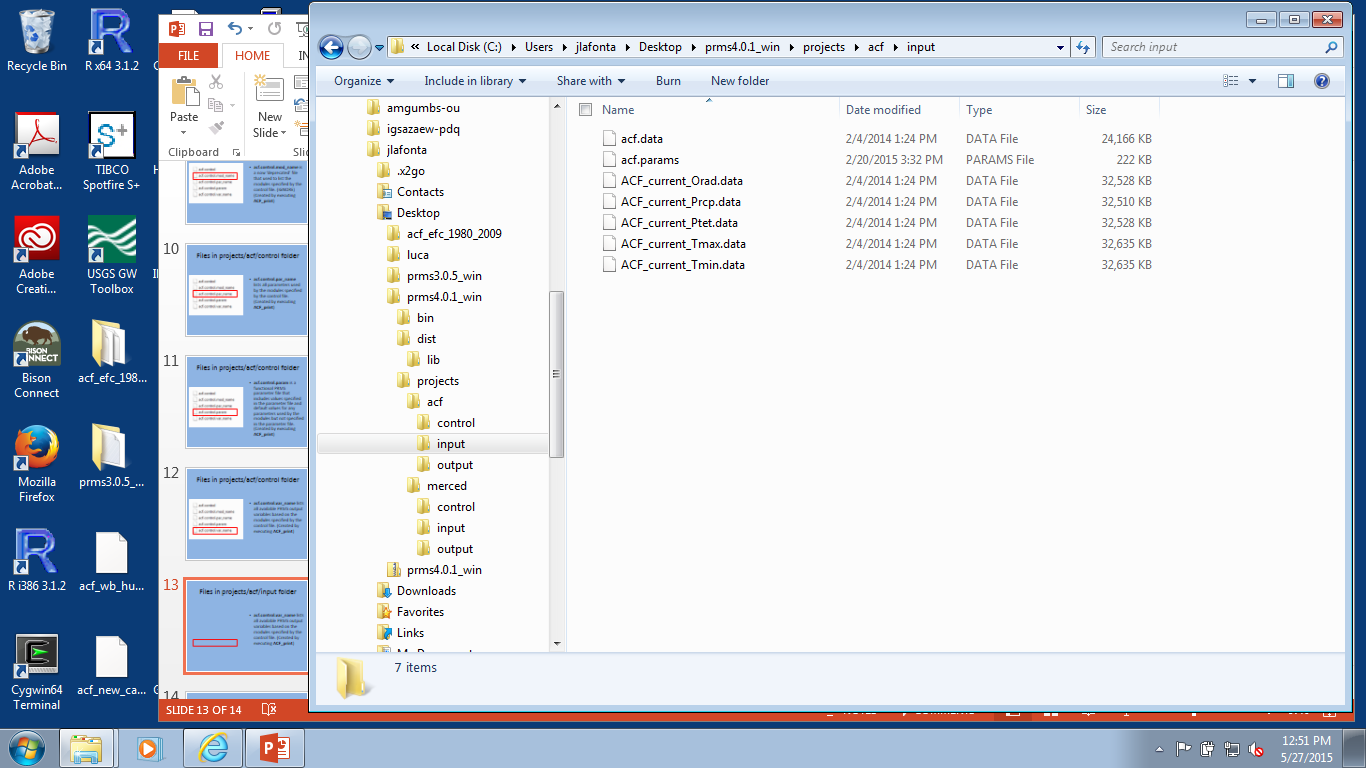 Recycle Bin
R x64 3.1.2
Adobe Acrobat...
TIBCO Spotfire S+
Adobe Creati...
USGS GW Toolbox
Bison Connect
acf_efc_198...
Mozilla Firefox
prms3.0.5_...
R i386 3.1.2
acf_wb_hu...
Cygwin64 Terminal
acf_new_ca...
FILE
HOME
IN
Paste
New Slide
Clipboard
10
Files in projects/acf/control folder
11
Files in projects/acf/control folder
12
Files in projects/acf/control folder
13
Files in projects/acf/input folder
14
SLIDE 13 OF 14
« Local Disk (C:) Users jlafonta Desktop prms4.0.1_win projects acf input
Search input
Organize Include in library Share with Burn New folder
amgumbs-ou
igsazaew-pdq
jlafonta
.x2go
Contacts
Desktop
acf_efc_1980_2009
luca
prms3.0.5_win
prms4.0.1_win
bin
dist
lib
projects
acf
control
input
output
merced
control
input
output
prms4.0.1_win
Downloads
Favorites
Links
Name Date modified Type Size
acf.data 2/4/2014 1:24 PM DATA File 24,166 KB
acf.params 2/20/2015 3:32 PM PARAMS File 222 KB
ACF_current_Orad.data 2/4/2014 1:24 PM DATA File 32,528 KB
ACF_current_Prcp.data 2/4/2014 1:24 PM DATA File 32,510 KB
ACF_current_Ptet.data 2/4/2014 1:24 PM DATA File 32,528 KB
ACF_current_Tmax.data 2/4/2014 1:24 PM DATA File 32,635 KB
ACF_current_Tmin.data 2/4/2014 1:24 PM DATA File 32,635 KB
7 items
12:51 PM
5/27/2015